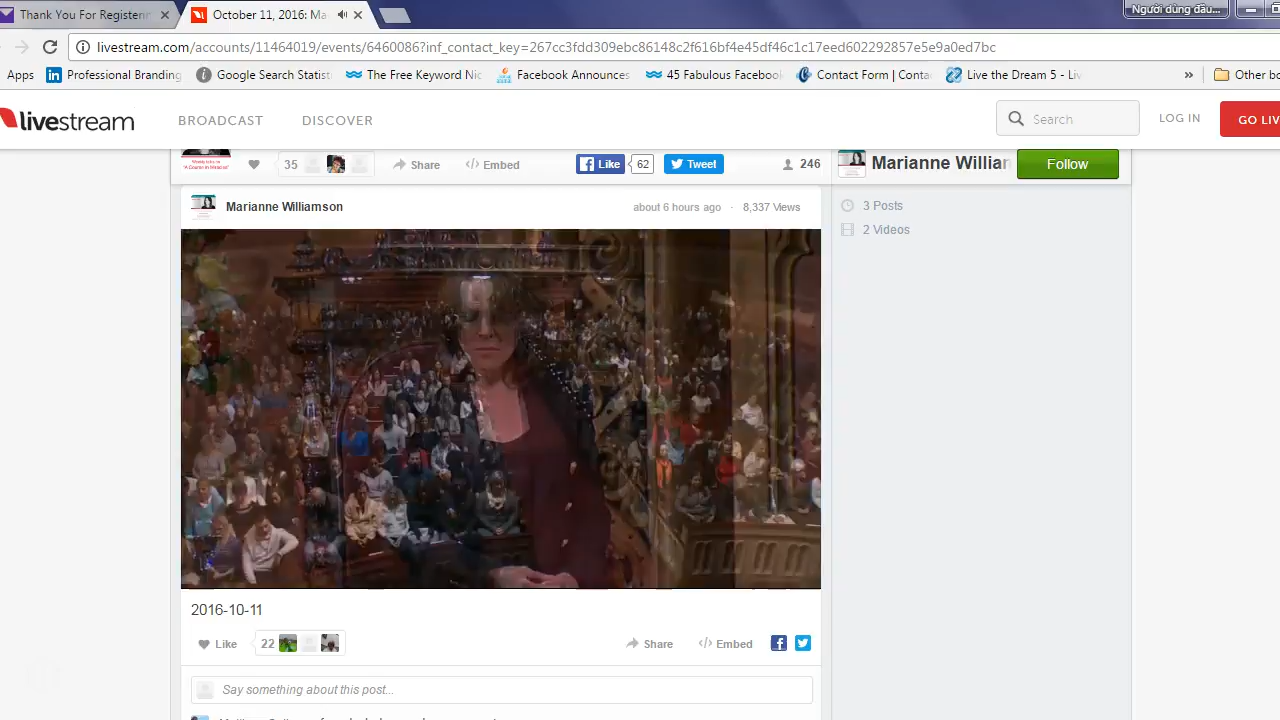 Thank You For Registenn
October 11, 2016: Ma
Người dùng đầu...
livestream.com/accounts/11464019/events/6460086?inf_contact_key=267cc3fdd309ebc86148c2f616bf4e45df46c1c17eed602292857e5e9a0ed7bc
Apps Professional Branding Google Search Statist The Free Keyword Nic Facebook Announces 45 Fabulous Facebook Contact Form | Conta Live the Dream 5 - Liv » Other bo
livestream BROADCAST DISCOVER Search LOG IN GO LIV
35 Share Embed Like 62 Tweet 246 Marianne Willian Follow
Marianne Williamson about 6 hours ago · 8,337 Views
3 Posts
2 Videos
2016-10-11
Like 22 Share Embed
Say something about this post...